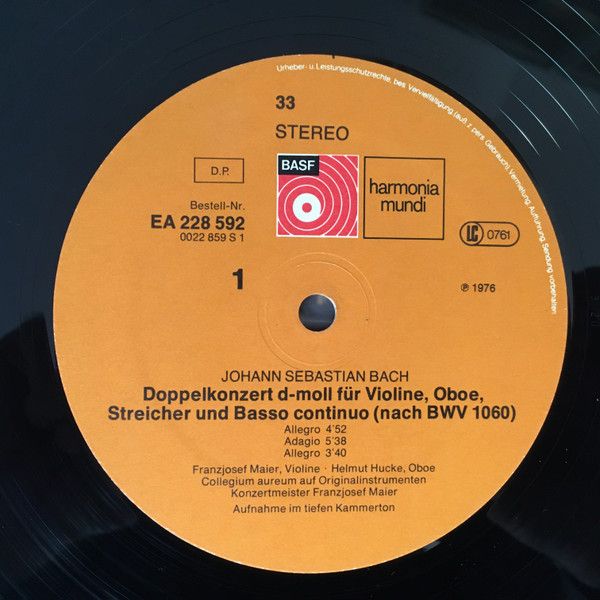 Urheber- u. Leistungsschutzrechte, bes. Vervielfältigung (auf. z. pers. Gebrauch), Vermietung, Aufführung, Sendung vorbehalten
33
STEREO
D.P.
BASF
harmonia
mundi
Bestell-Nr.
EA 228 592
0022 859 S 1
LC 0761
1
℗ 1976
JOHANN SEBASTIAN BACH
Doppelkonzert d-moll für Violine, Oboe,
Streicher und Basso continuo (nach BWV 1060)
Allegro 4'52
Adagio 5'38
Allegro 3'40
Franzjosef Maier, Violine · Helmut Hucke, Oboe
Collegium aureum auf Originalinstrumenten
Konzertmeister Franzjosef Maier
Aufnahme im tiefen Kammerton